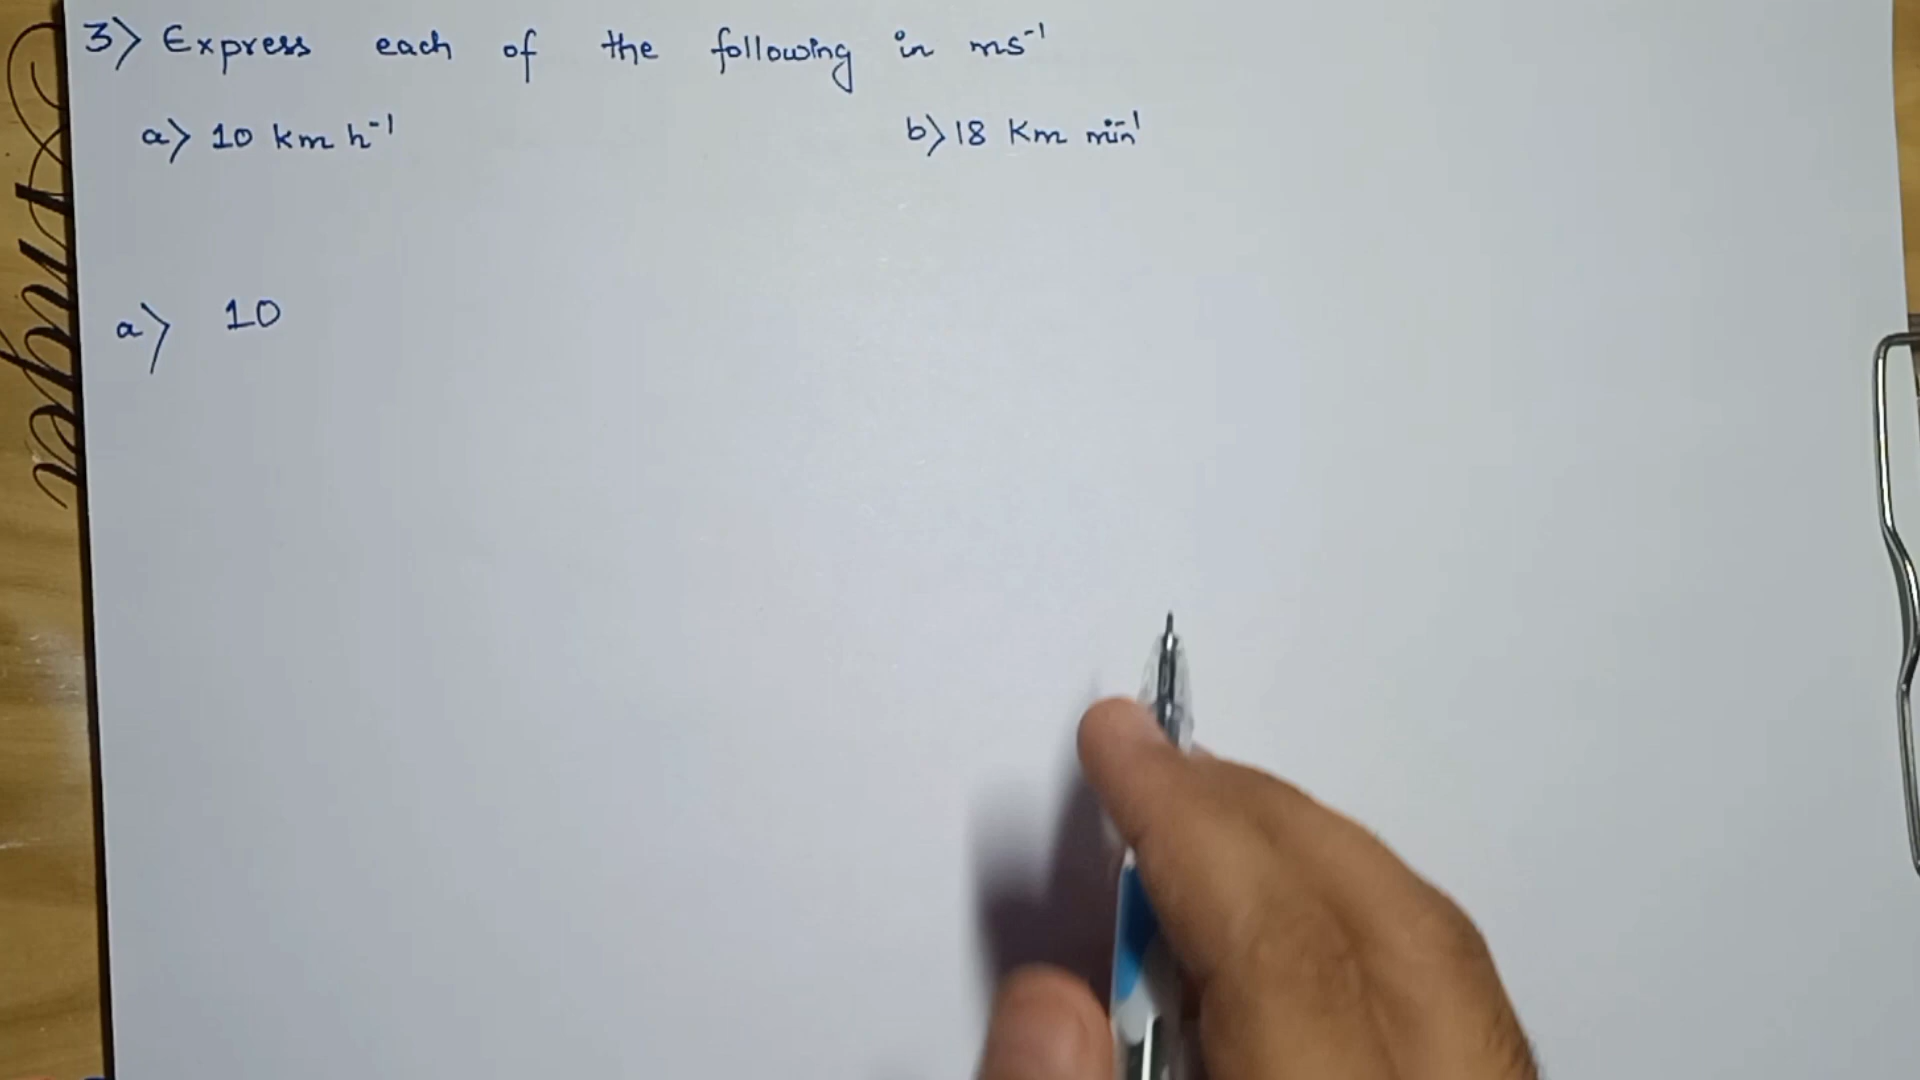 3) Express each of the following in ms⁻¹
a) 10 km h⁻¹ b) 18 Km min⁻¹
a) 10